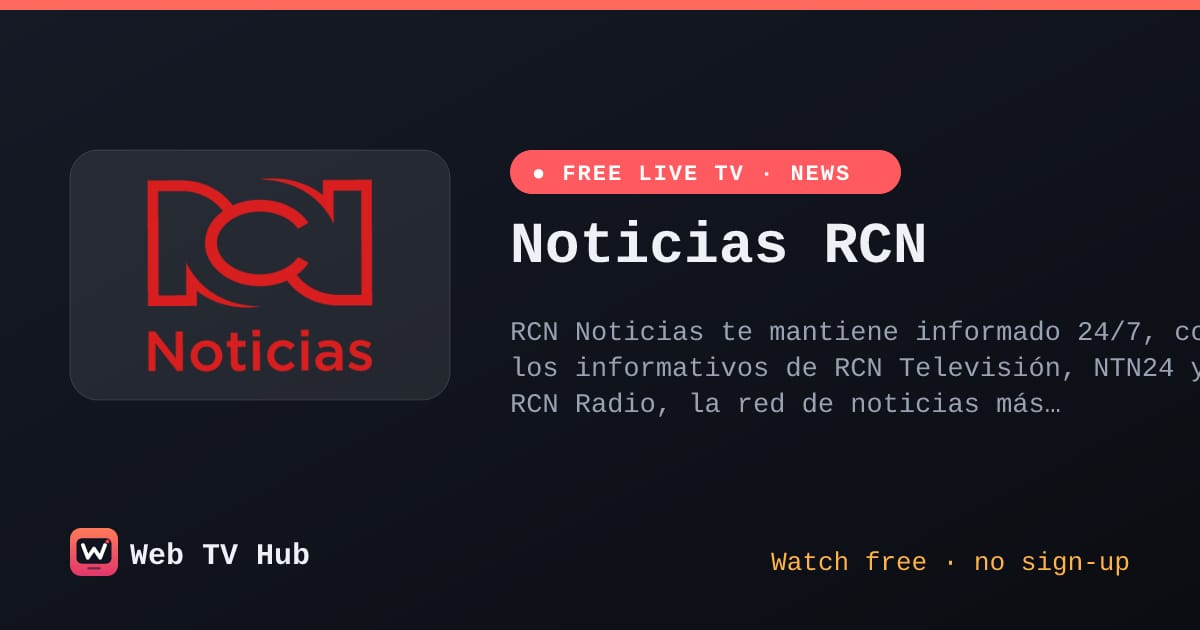 RCN
Noticias
● FREE LIVE TV · NEWS
Noticias RCN
RCN Noticias te mantiene informado 24/7, co
los informativos de RCN Televisión, NTN24 y
RCN Radio, la red de noticias más…
Web TV Hub
Watch free · no sign-up